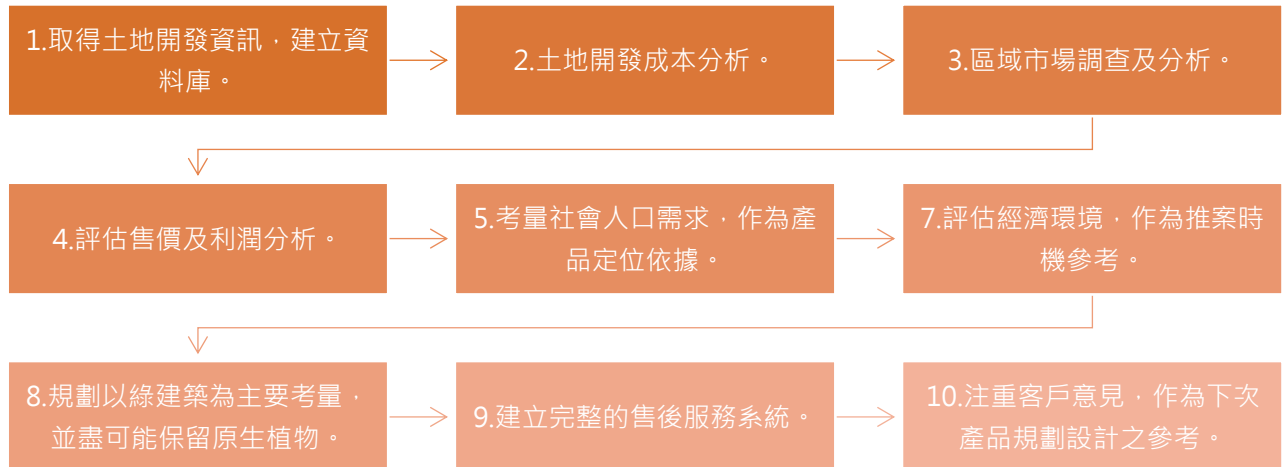 1.取得土地開發資訊，建立資
料庫。
2.土地開發成本分析。
3.區域市場調查及分析。
4.評估售價及利潤分析。
5.考量社會人口需求，作為產
品定位依據。
7.評估經濟環境，作為推案時
機參考。
8.規劃以綠建築為主要考量，
並盡可能保留原生植物。
9.建立完整的售後服務系統。
10.注重客戶意見，作為下次
產品規劃設計之參考。